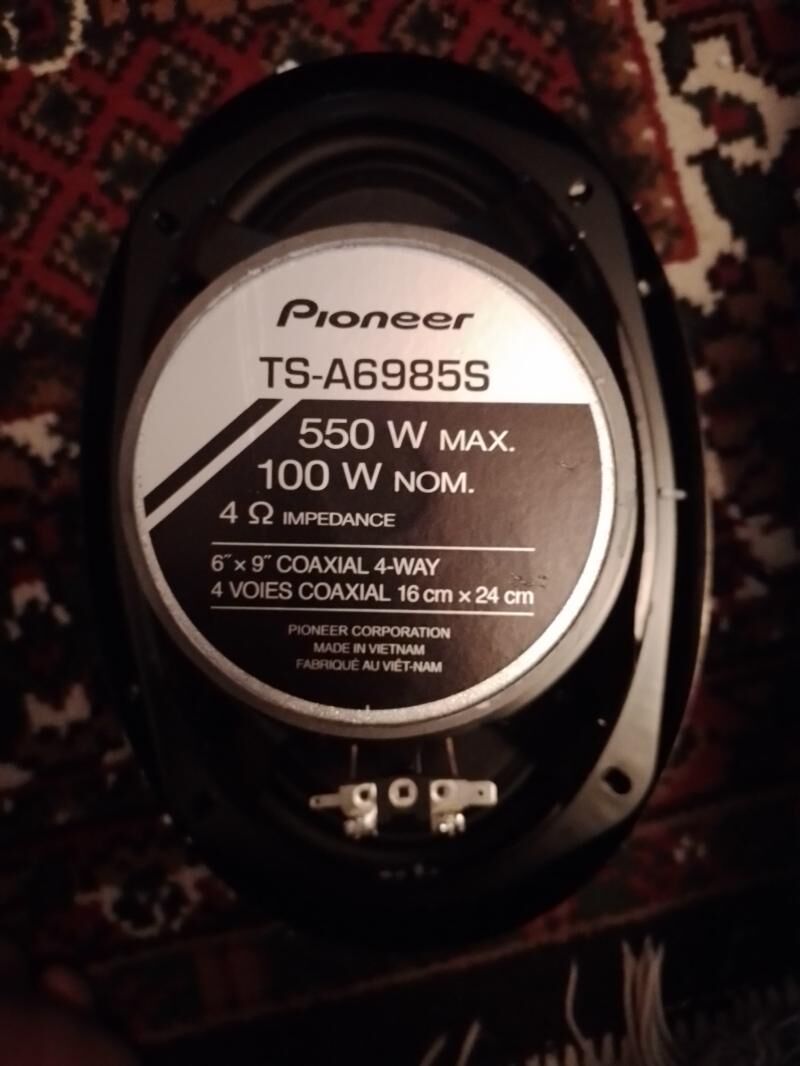 Pioneer
TS-A6985S
550 W MAX.
100 W NOM.
4 Ω IMPEDANCE
6˝× 9˝ COAXIAL 4-WAY
4 VOIES COAXIAL 16 cm × 24 cm
PIONEER CORPORATION
MADE IN VIETNAM
FABRIQUÉ AU VIÊT-NAM